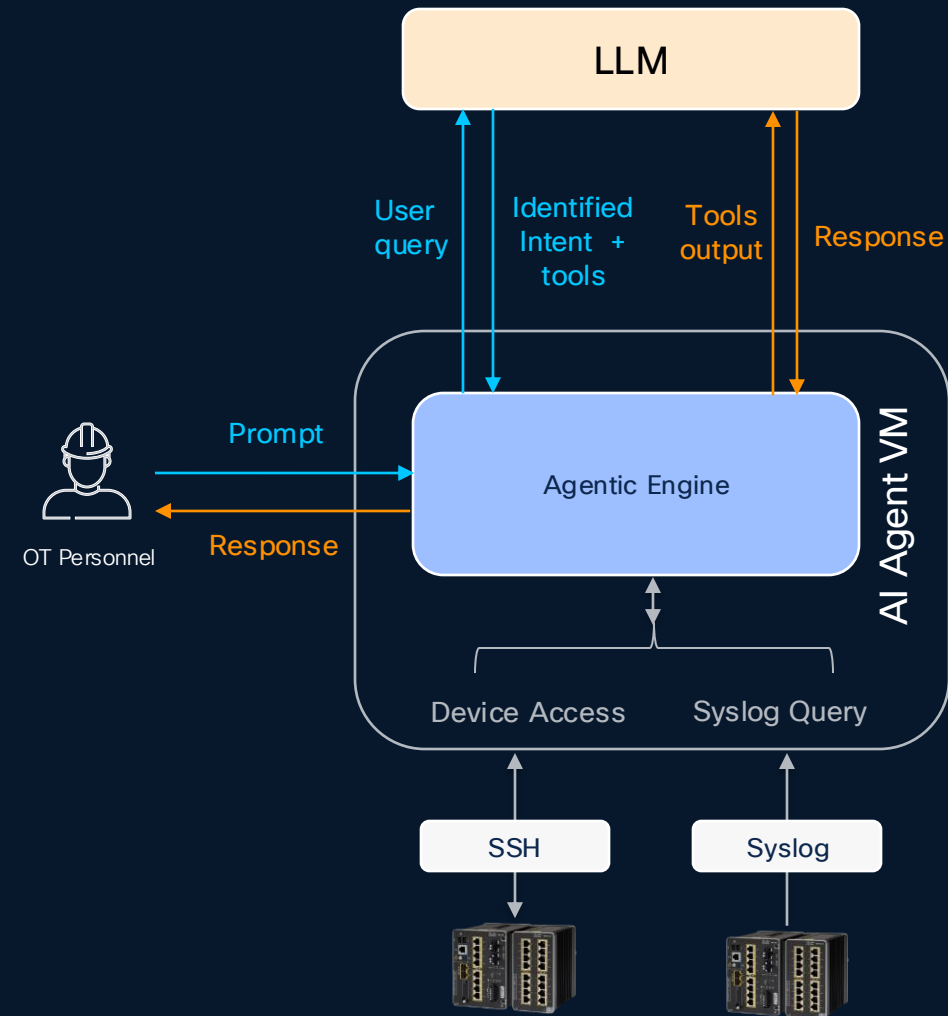 LLM
User
query
Identified
Intent +
tools
Tools
output
Response
Prompt
Agentic Engine
AI Agent VM
Response
OT Personnel
Device Access
Syslog Query
SSH
Syslog